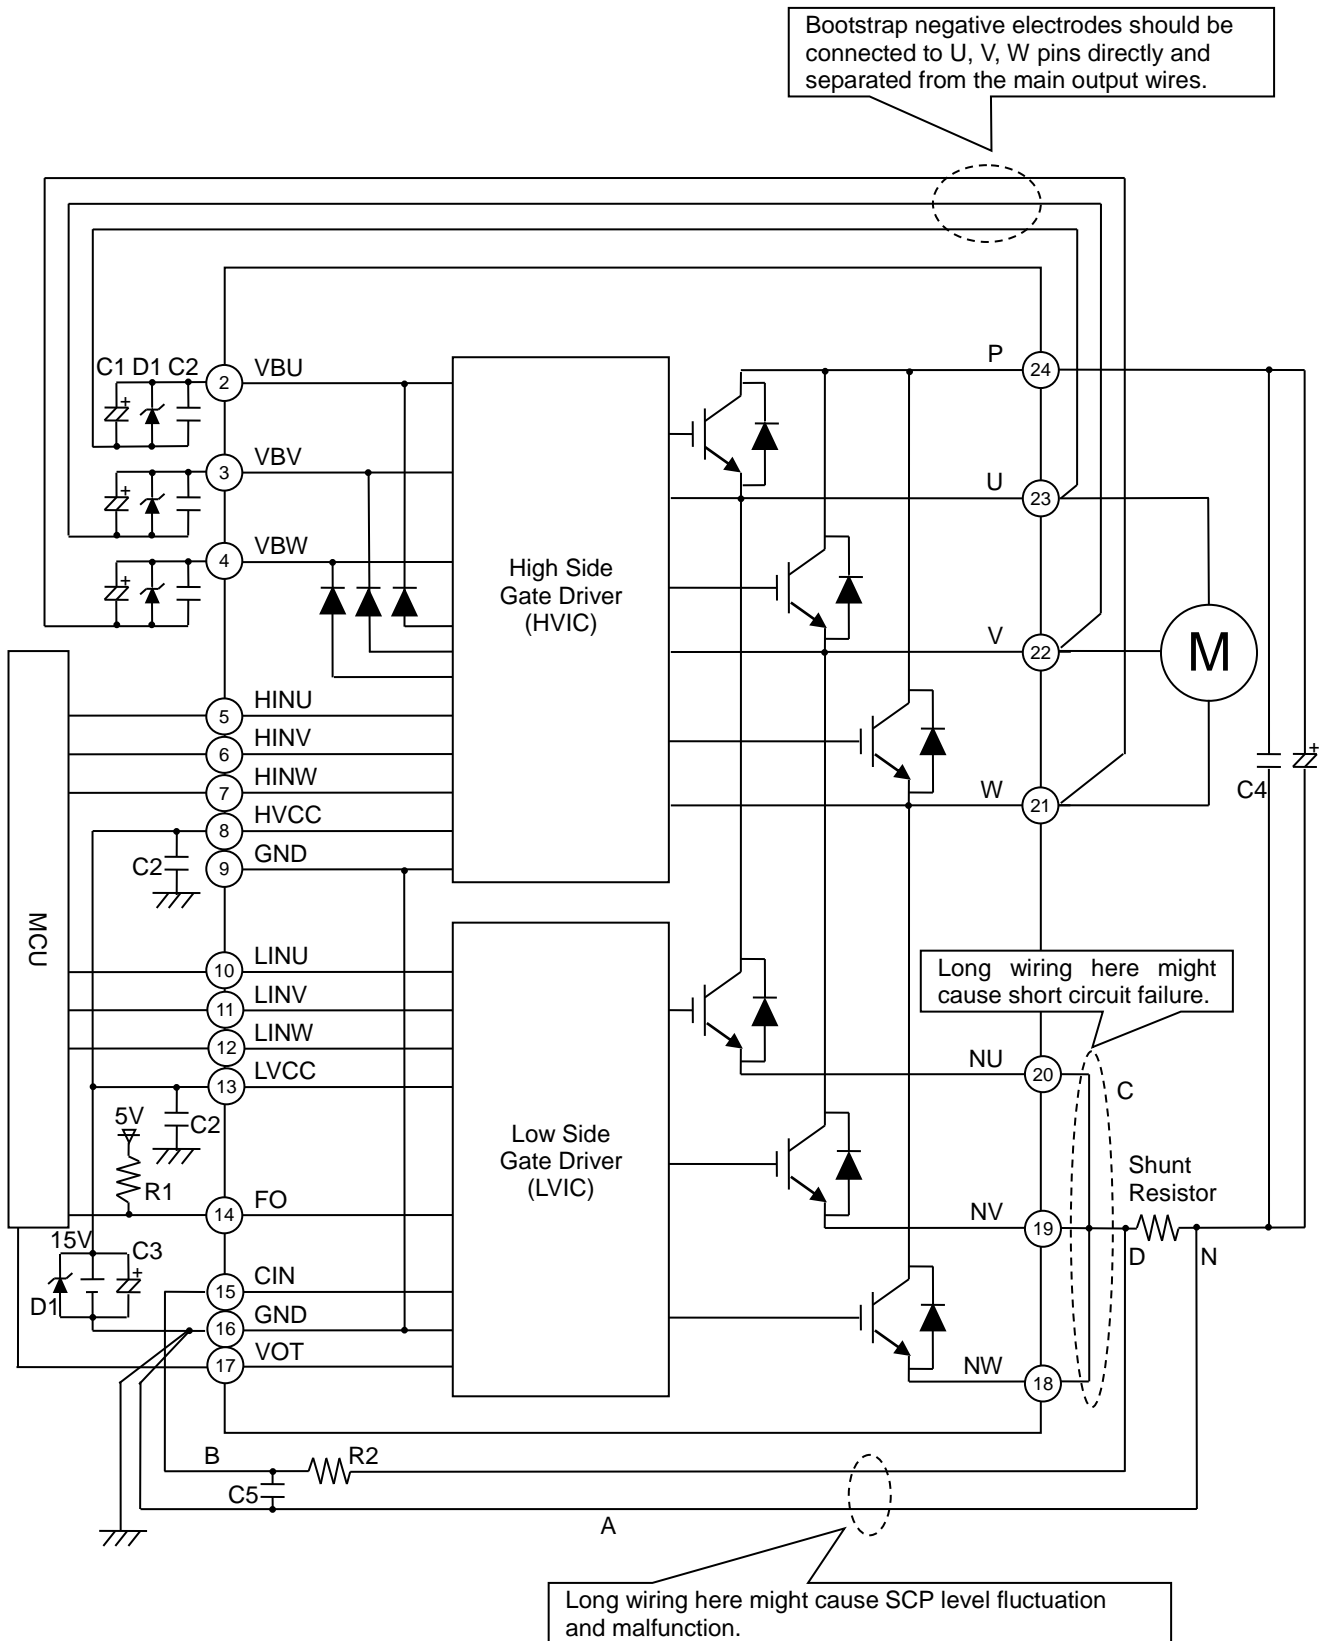 Bootstrap negative electrodes should be
connected to U, V, W pins directly and
separated from the main output wires.
C1 D1 C2
+
2
VBU
P
24
3
VBV
+
U
23
4
VBW
+
High Side
Gate Driver
(HVIC)
V
22
M
5
HINU
6
HINV
7
HINW
+
C4
W
21
8
HVCC
C2
9
GND
MCU
10
LINU
Long wiring here might
cause short circuit failure.
11
LINV
12
LINW
13
LVCC
NU
20
C
5V
C2
Low Side
Gate Driver
(LVIC)
R1
Shunt
Resistor
14
FO
NV
19
15V
C3
+
D
N
D1
15
CIN
16
GND
17
VOT
NW
18
B
R2
C5
A
Long wiring here might cause SCP level fluctuation
and malfunction.